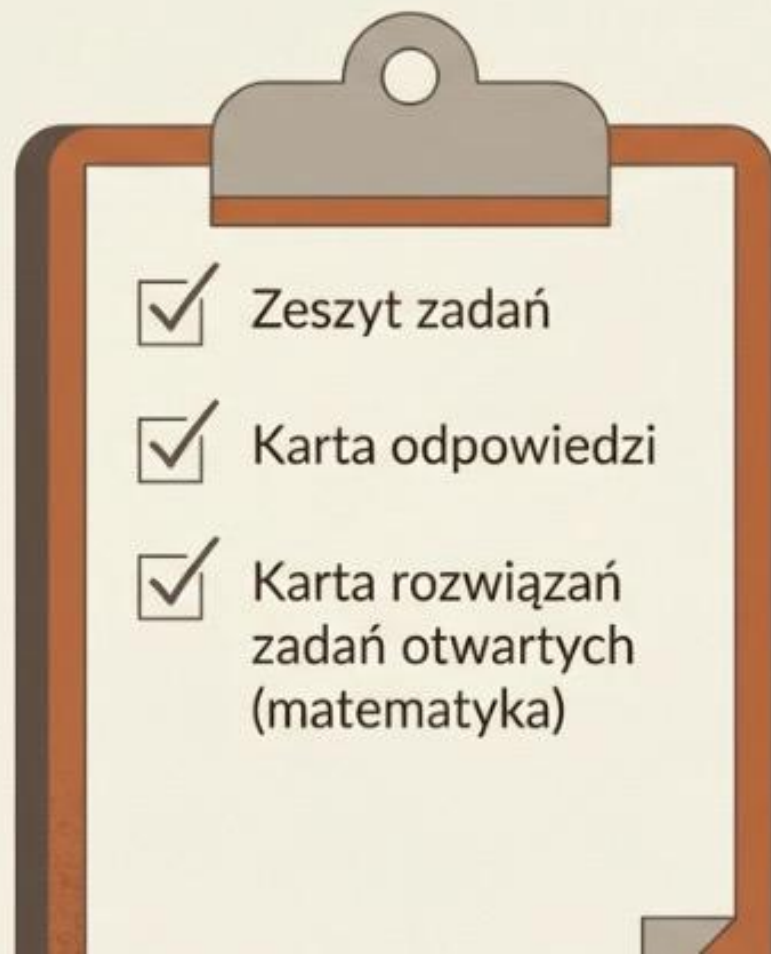 Zeszyt zadań
Karta odpowiedzi
Karta rozwiązań
zadań otwartych
(matematyka)